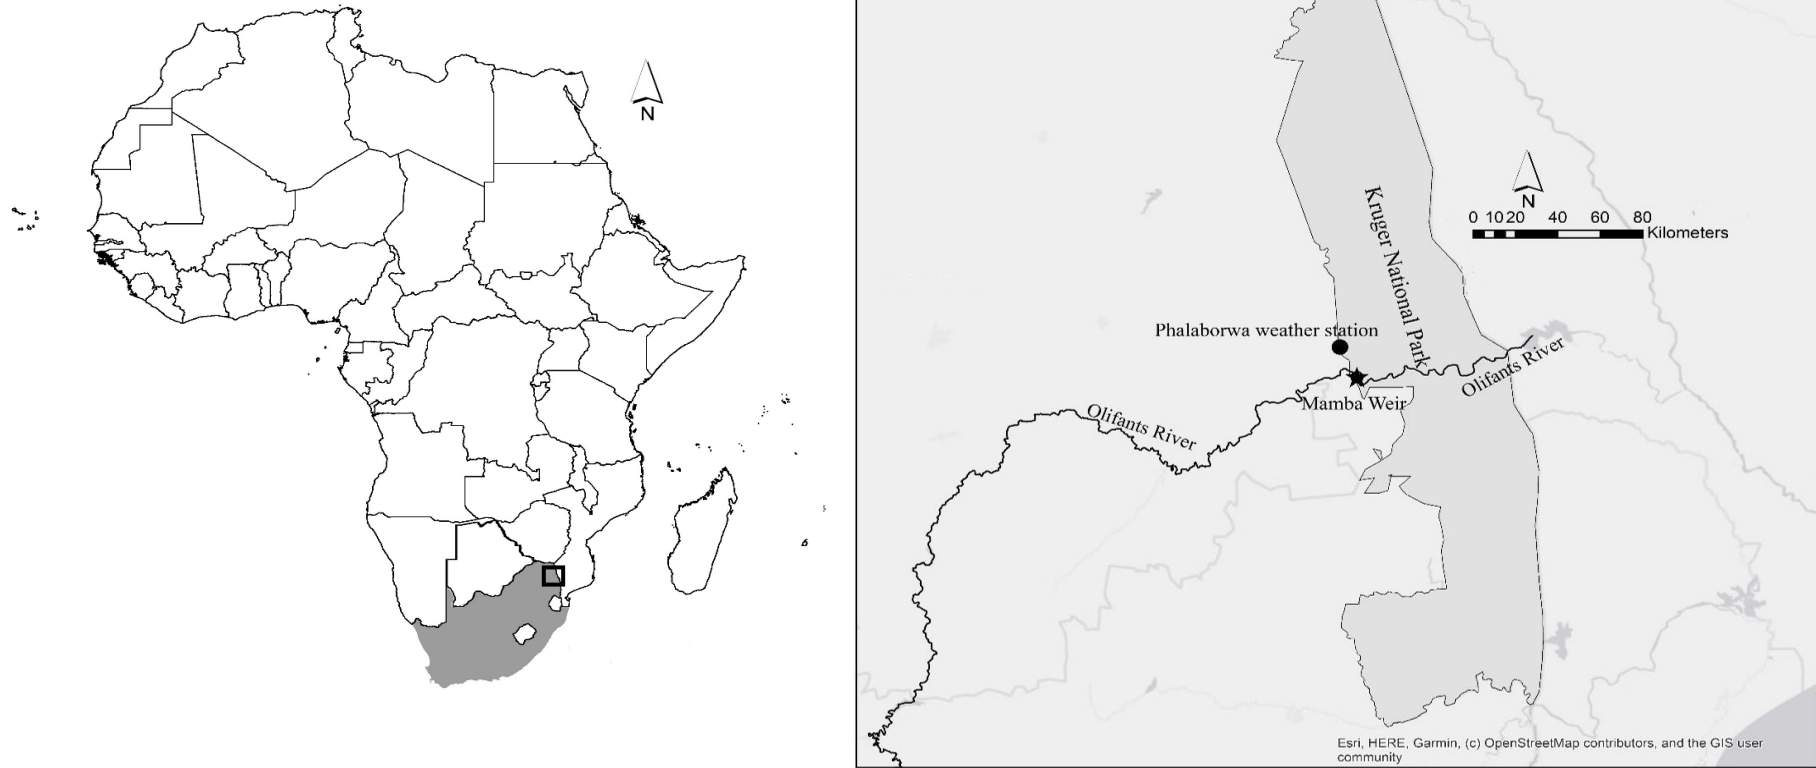 N
N
0 10 20 40 60 80
Kilometers
Kruger National Park
Phalaborwa weather station
Olifants River
Mamba Weir
Olifants River
Esri, HERE, Garmin, (c) OpenStreetMap contributors, and the GIS user
community